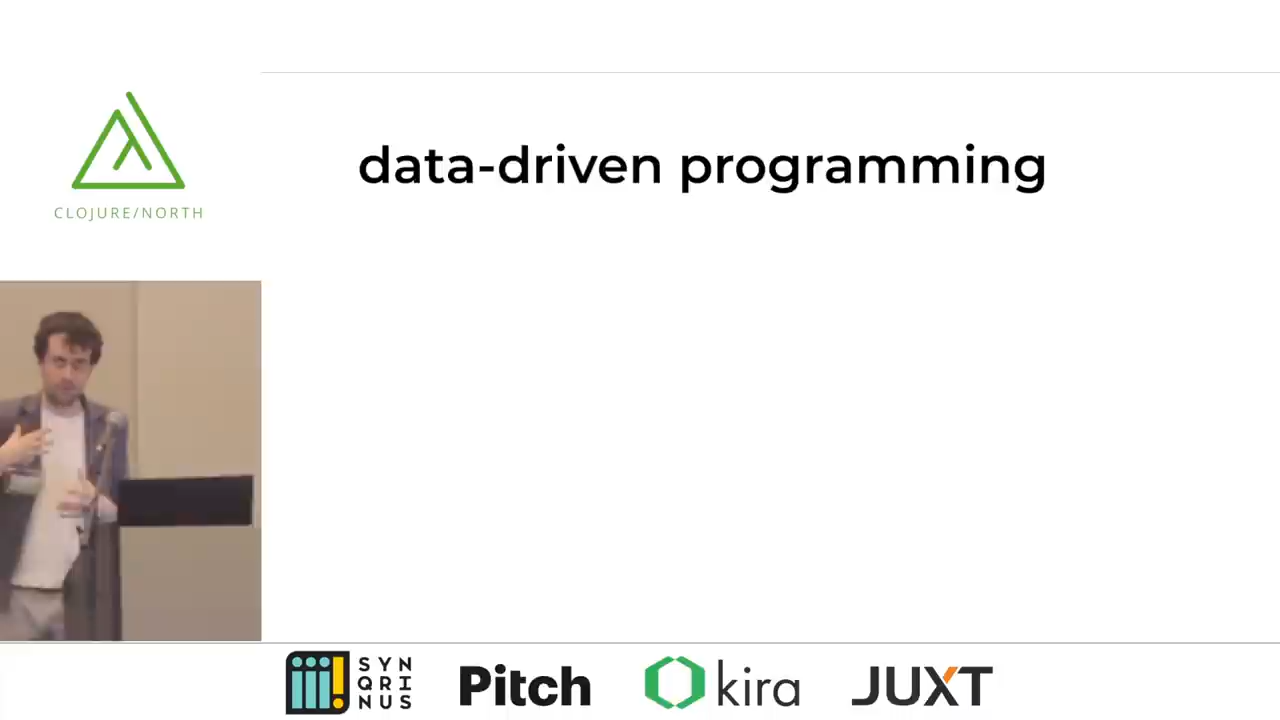 data-driven programming
CLOJURE/NORTH
SYN
QRI
NUS
Pitch
kira
JUXT